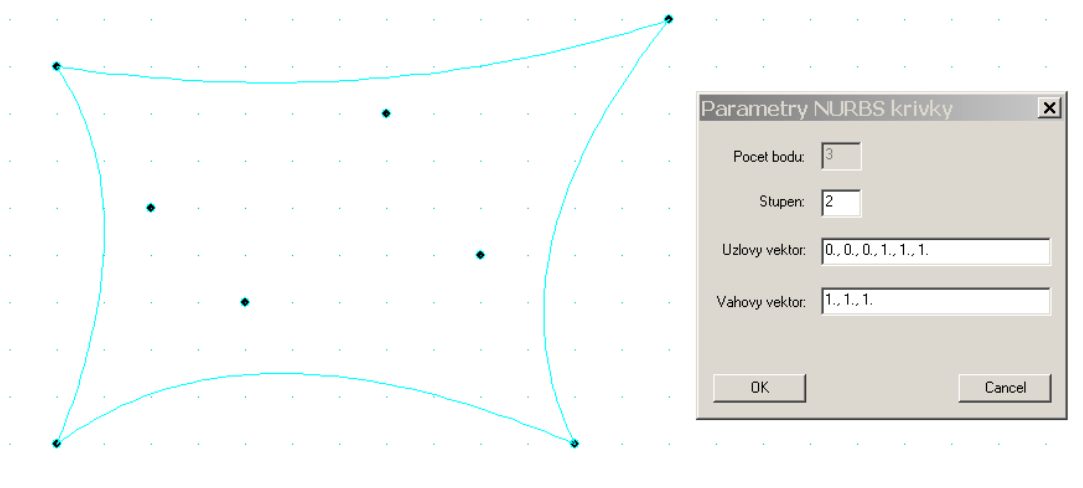 Parametry NURBS krivky
Pocet bodu: 3
Stupen: 2
Uzlovy vektor: 0., 0., 0., 1., 1., 1.
Vahovy vektor: 1., 1., 1.
OK Cancel